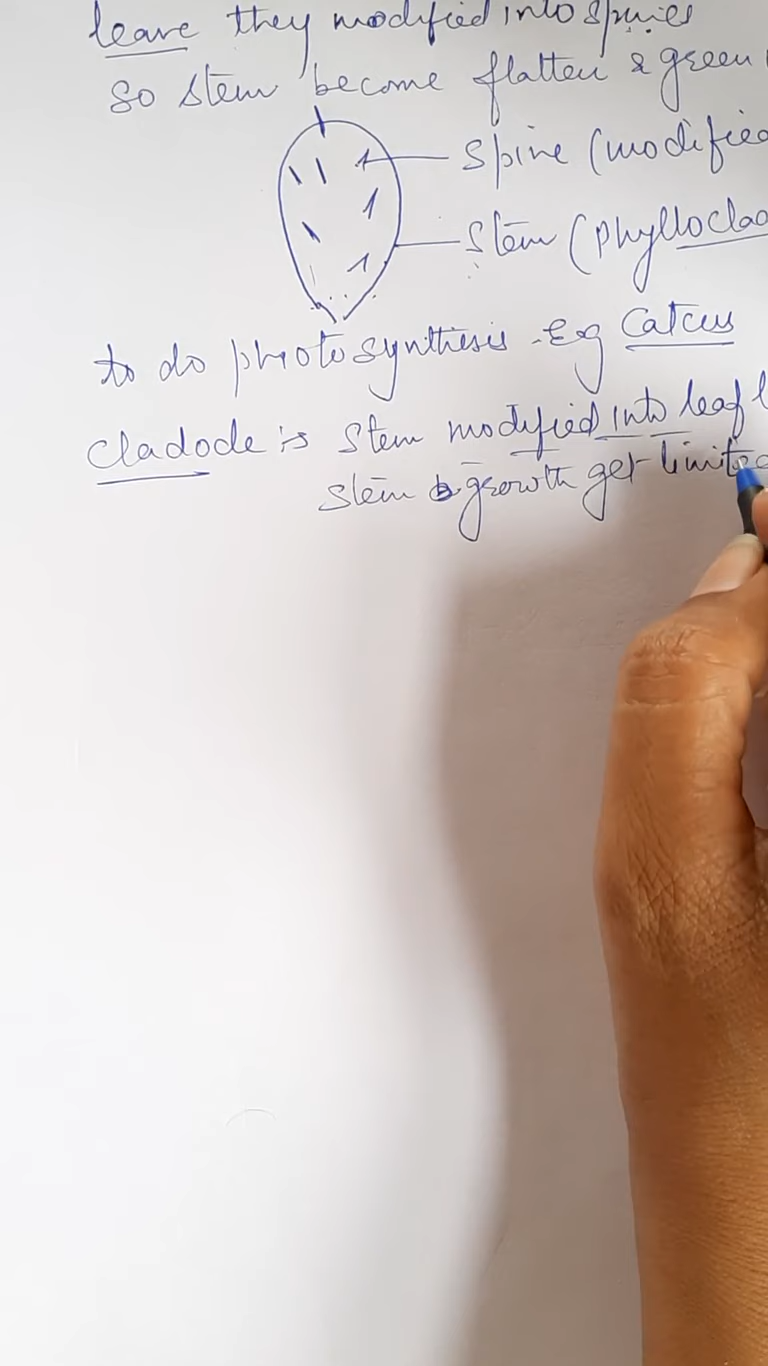 leave they modified into spines
so stem become flatten & green
Spine (modified
Stem (phylloclad
to do photosynthesis. Eg Catcus
Cladode is stem modified into leaf l
stem growth get limited